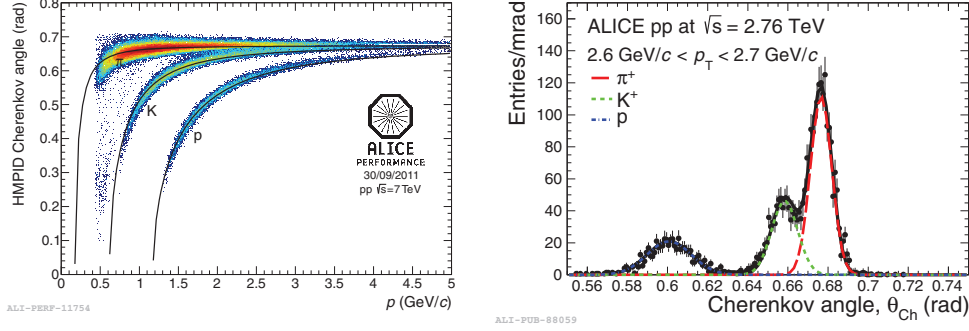 HMPID Cherenkov angle (rad)
0.8
0.7
0.6
0.5
0.4
0.3
0.2
0.1
0
π
K
p
ALICE
PERFORMANCE
30/09/2011
pp √s=7TeV
0 0.5 1 1.5 2 2.5 3 3.5 4 4.5 5
p (GeV/c)
ALI-PERF-11754
Entries/mrad
160
140
120
100
80
60
40
20
0
ALICE pp at √s = 2.76 TeV
2.6 GeV/c < pT < 2.7 GeV/c
π+
K+
p
0.56 0.58 0.6 0.62 0.64 0.66 0.68 0.7 0.72 0.74
Cherenkov angle, θCh (rad)
ALI-PUB-88059